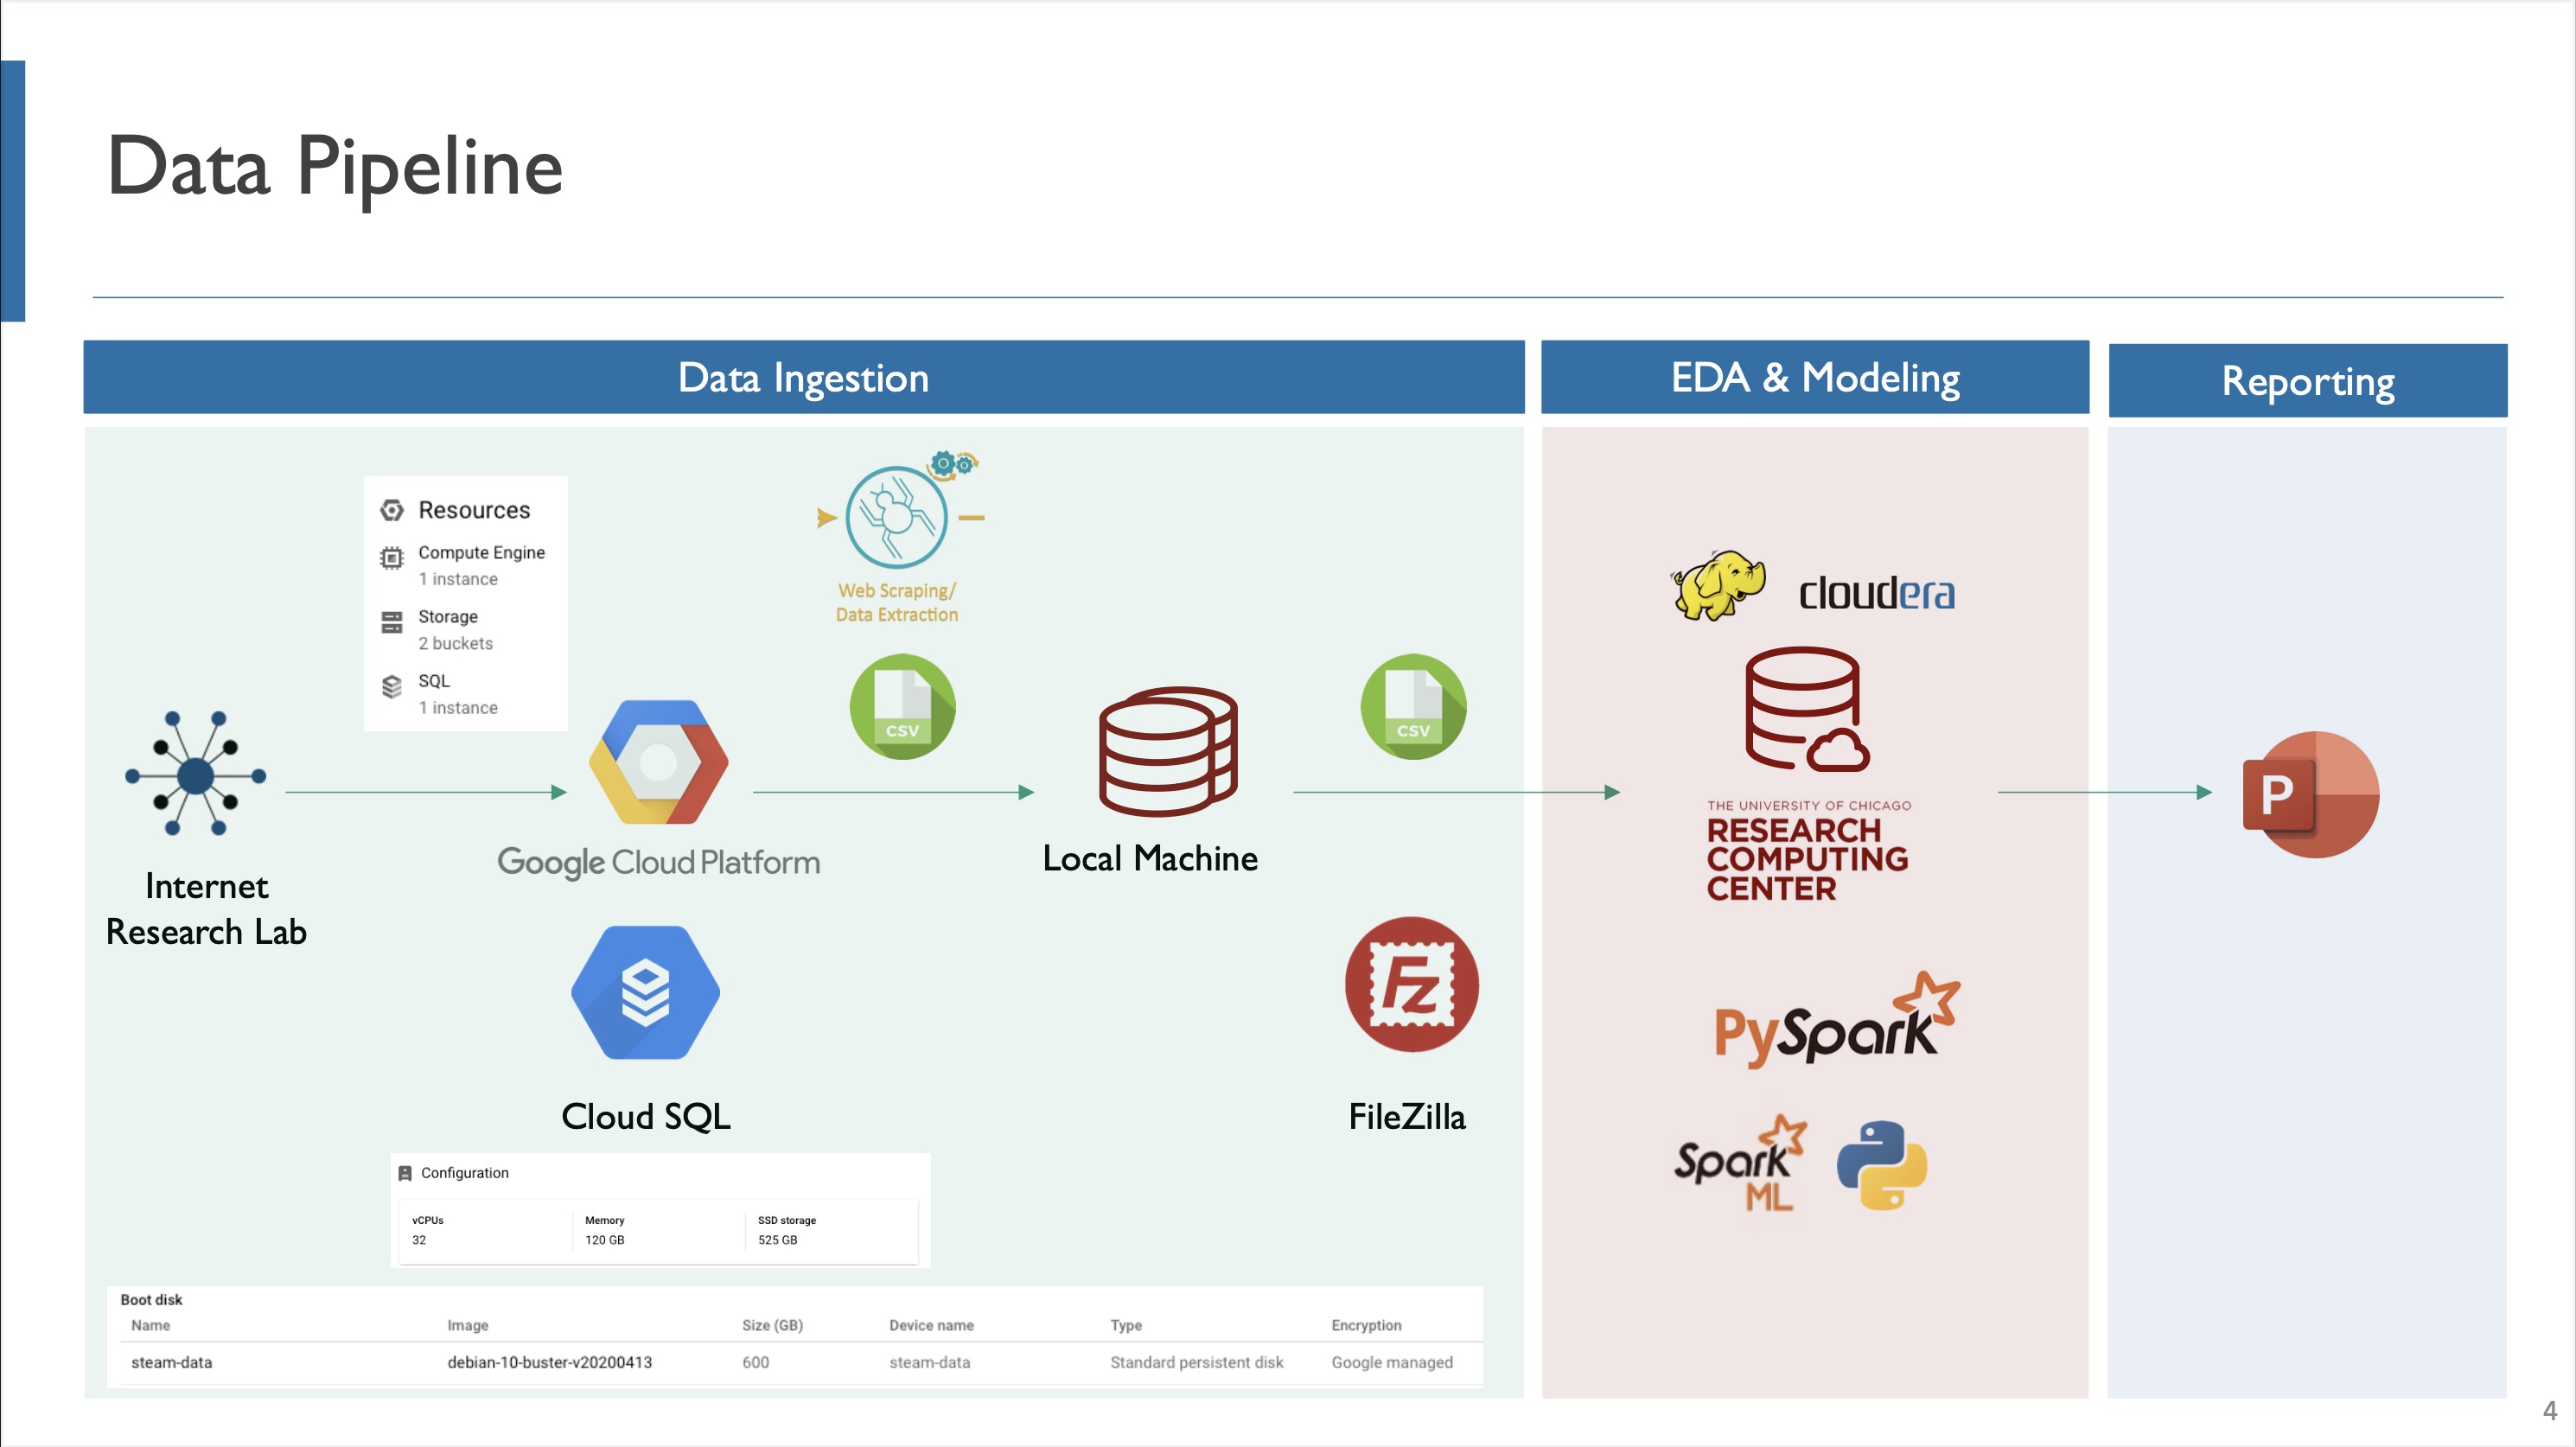 Data Pipeline
Data Ingestion
EDA & Modeling
Reporting
Resources
Compute Engine
1 instance
Storage
2 buckets
SQL
1 instance
Web Scraping/
Data Extraction
CSV
CSV
Internet
Research Lab
Google Cloud Platform
Local Machine
Cloud SQL
FileZilla
Fz
Configuration
vCPUs
Memory
SSD storage
32
120 GB
525 GB
Boot disk
Name
Image
Size (GB)
Device name
Type
Encryption
steam-data
debian-10-buster-v20200413
600
steam-data
Standard persistent disk
Google managed
cloudera
THE UNIVERSITY OF CHICAGO
RESEARCH
COMPUTING
CENTER
PySpark
Spark
ML
P
4